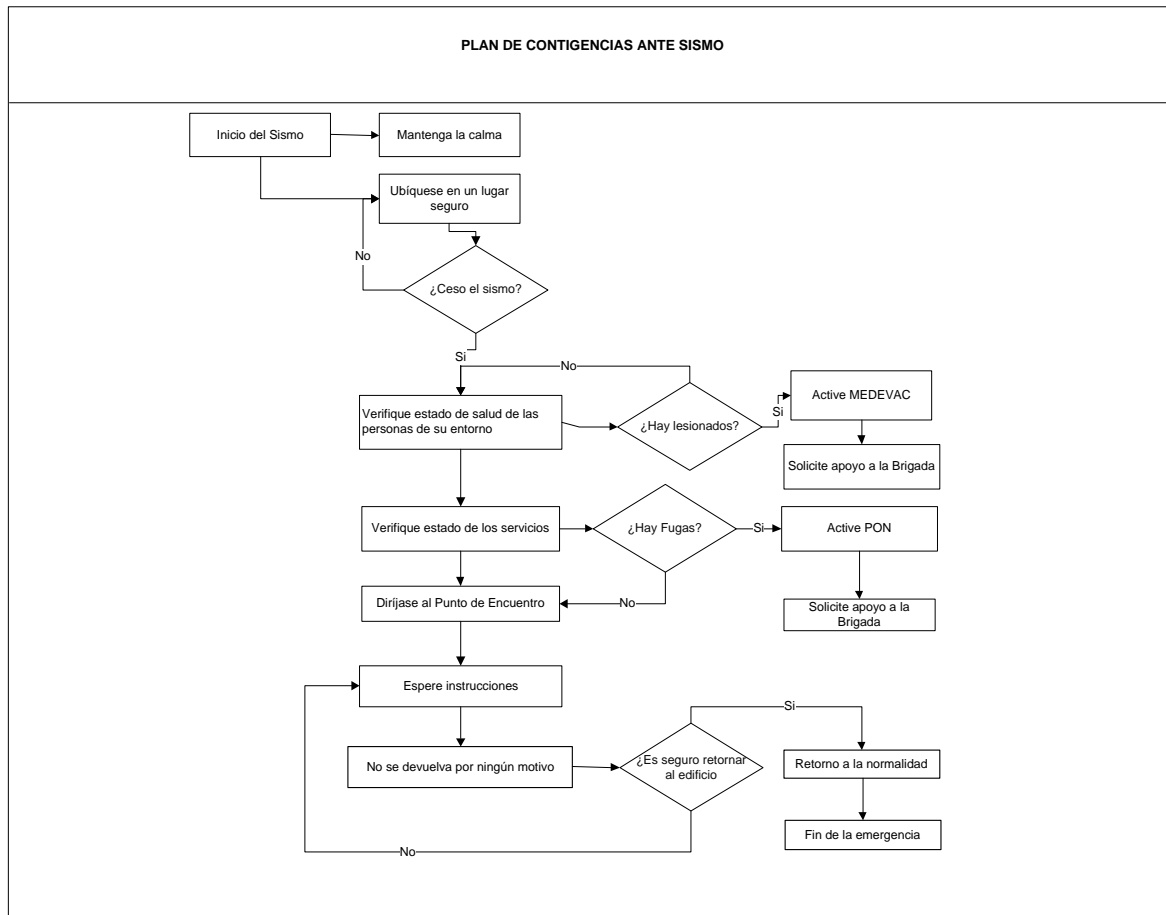 PLAN DE CONTIGENCIAS ANTE SISMO
Inicio del Sismo
Mantenga la calma
Ubíquese en un lugar
seguro
No
¿Ceso el sismo?
Si
No
Verifique estado de salud de las
personas de su entorno
¿Hay lesionados?
Si
Active MEDEVAC
Solicite apoyo a la Brigada
Verifique estado de los servicios
¿Hay Fugas?
Si
Active PON
Diríjase al Punto de Encuentro
No
Solicite apoyo a la
Brigada
Espere instrucciones
Si
No se devuelva por ningún motivo
¿Es seguro retornar
al edificio
Retorno a la normalidad
Fin de la emergencia
No